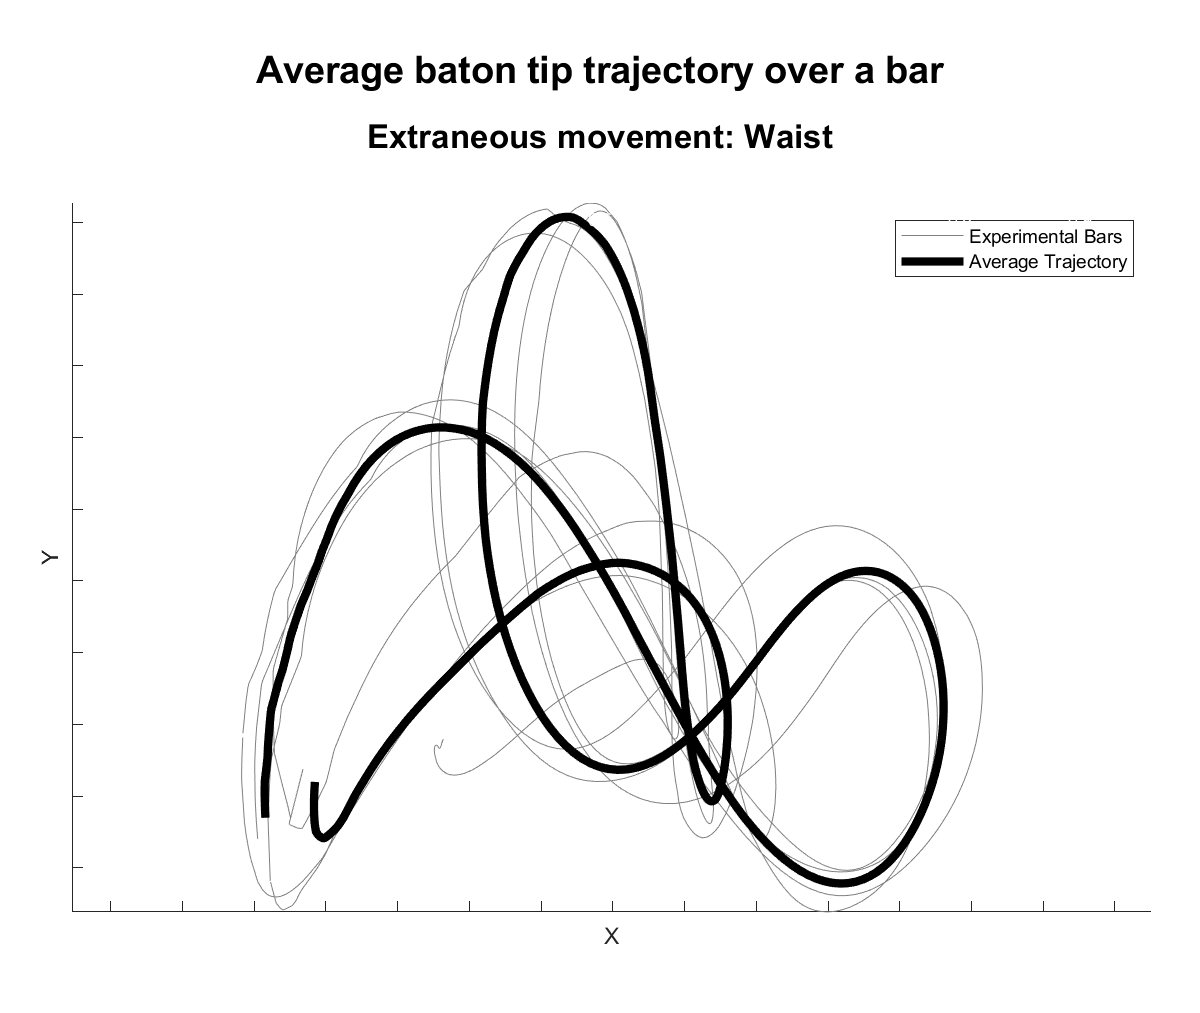 Average baton tip trajectory over a bar
Extraneous movement: Waist
Experimental Bars
Average Trajectory
Y
X